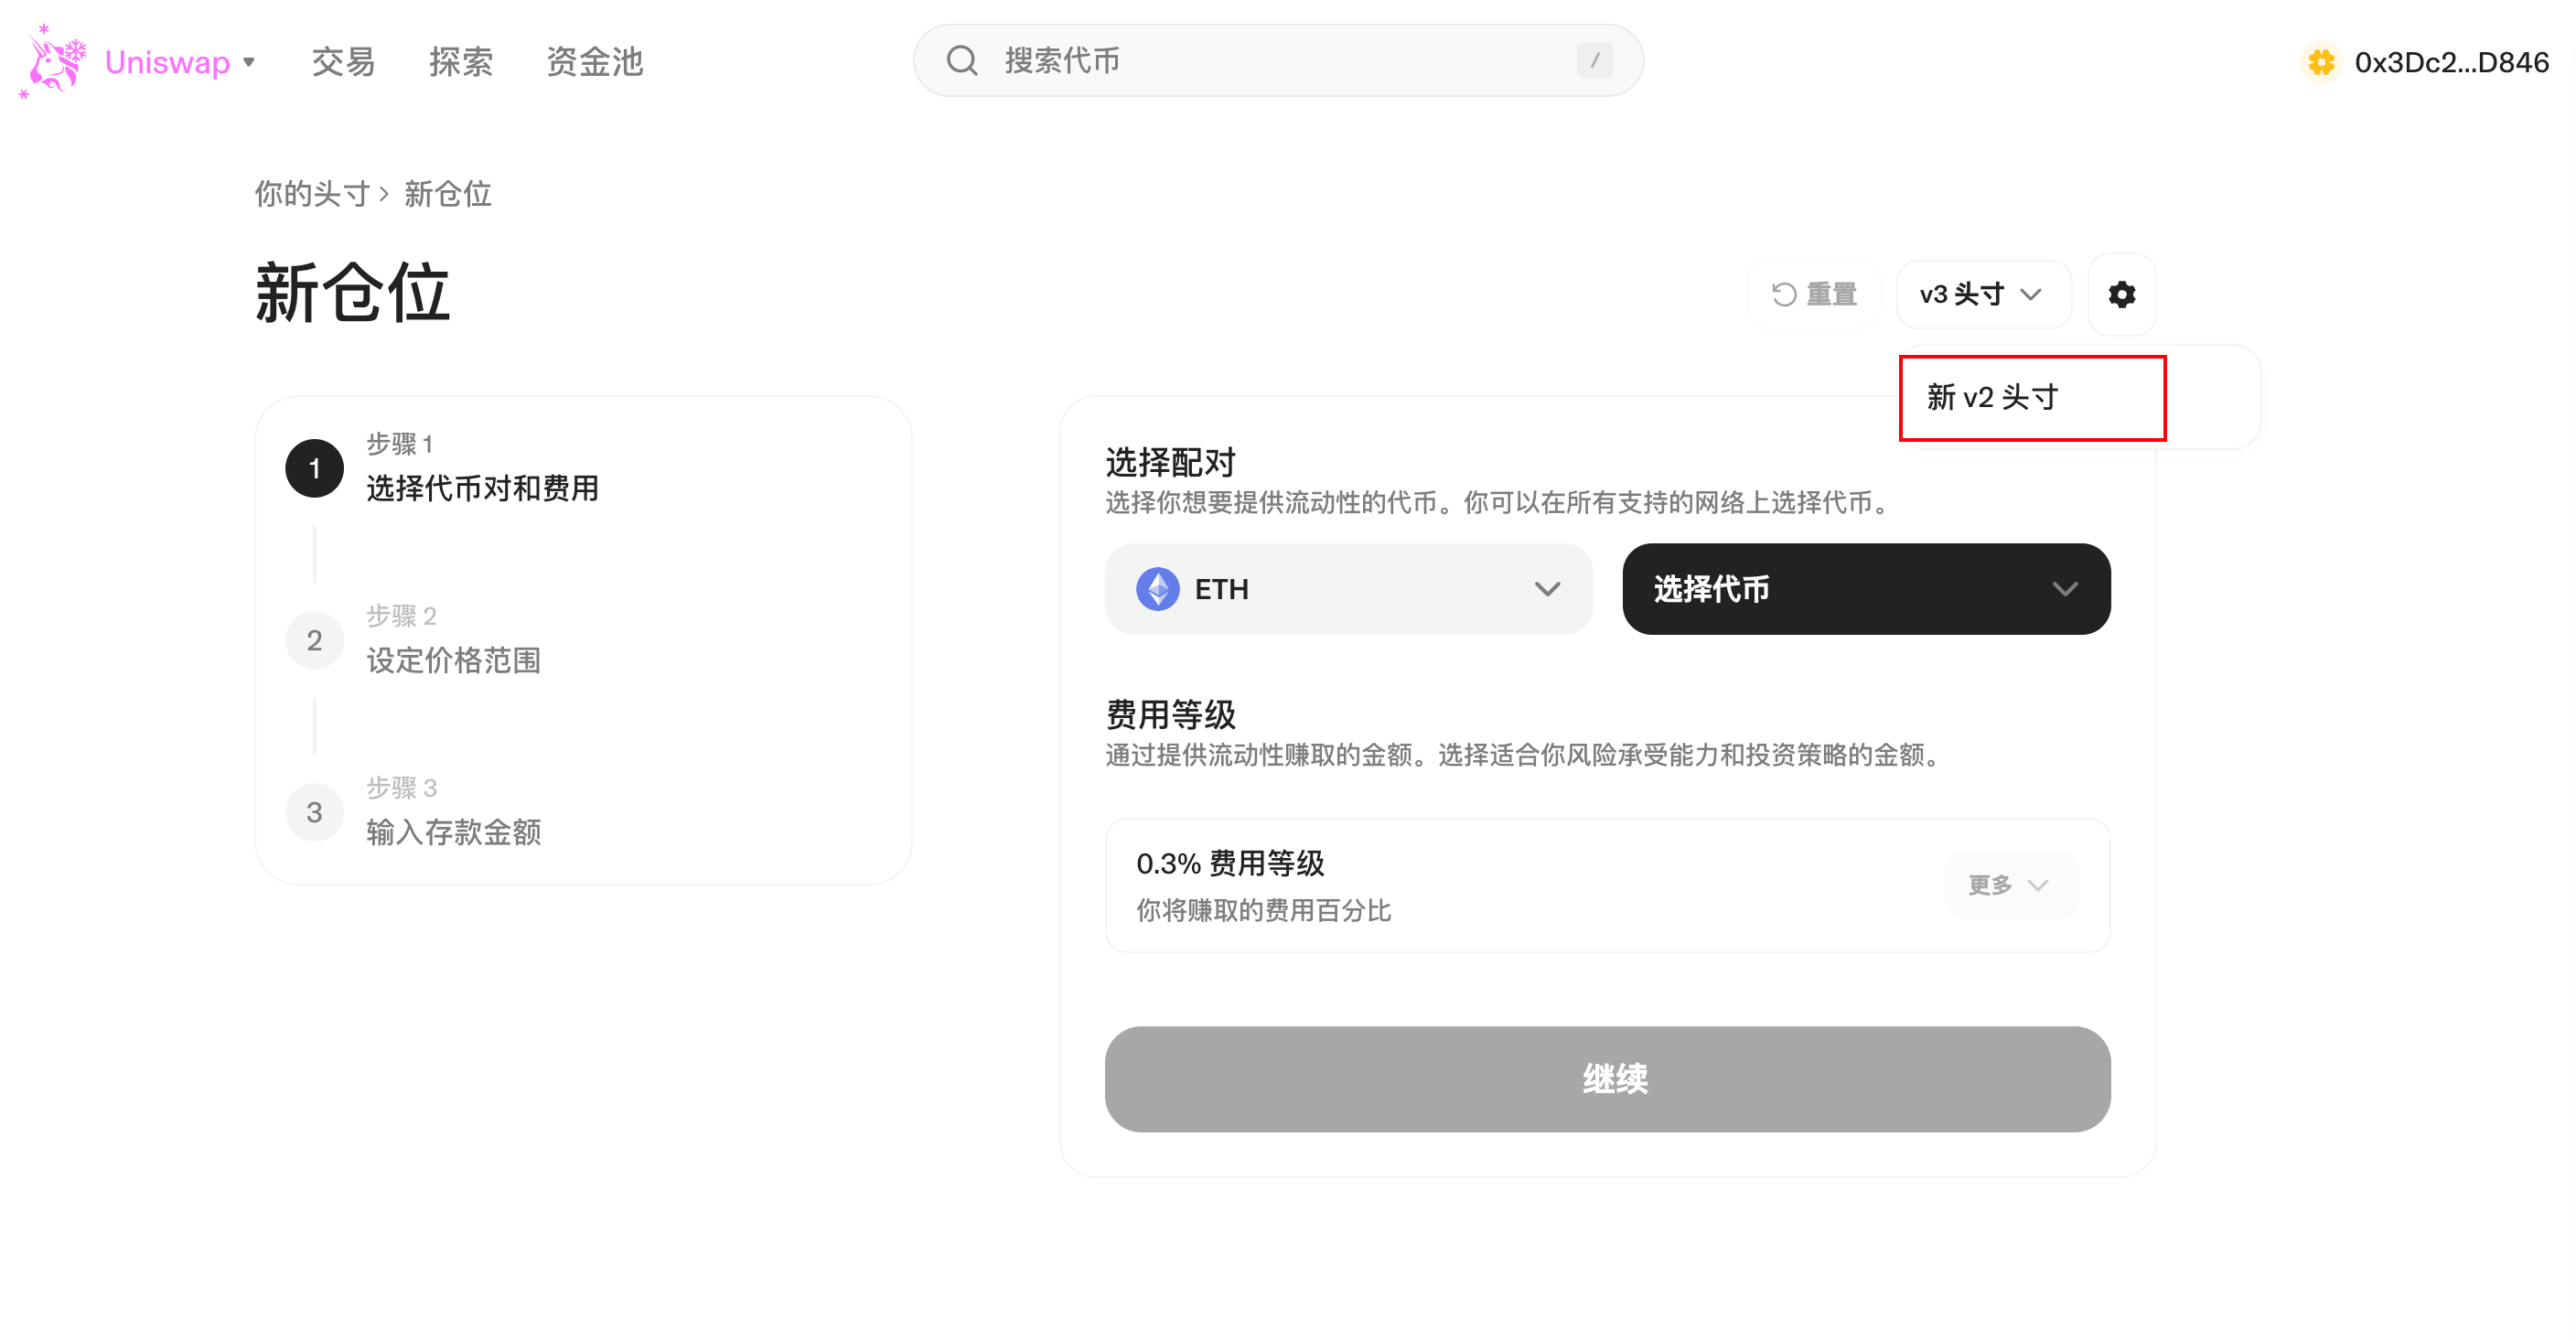 Uniswap
交易
探索
资金池
搜索代币
/
0x3Dc2...D846
你的头寸 > 新仓位
新仓位
重置
v3 头寸
新 v2 头寸
1
步骤 1
选择代币对和费用
2
步骤 2
设定价格范围
3
步骤 3
输入存款金额
选择配对
选择你想要提供流动性的代币。你可以在所有支持的网络上选择代币。
ETH
选择代币
费用等级
通过提供流动性赚取的金额。选择适合你风险承受能力和投资策略的金额。
0.3% 费用等级
你将赚取的费用百分比
更多
继续